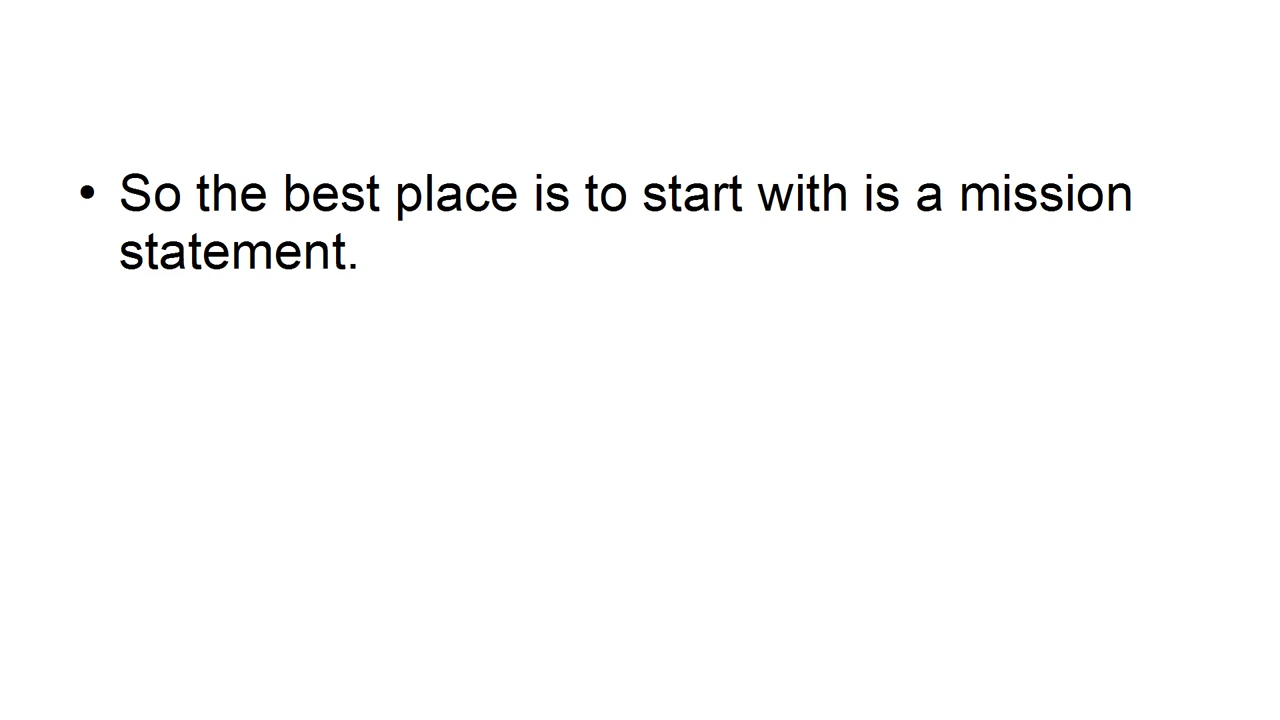 • So the best place is to start with is a mission
statement.